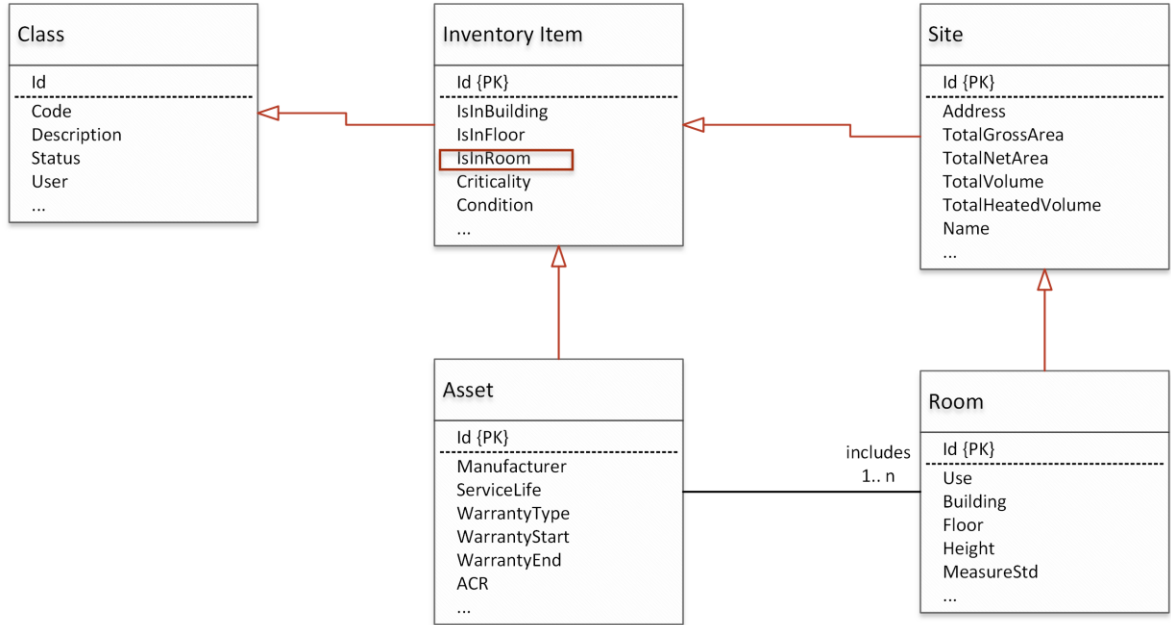 Class
Id
Code
Description
Status
User
...
Inventory Item
Id {PK}
IsInBuilding
IsInFloor
IsInRoom
Criticality
Condition
...
Site
Id {PK}
Address
TotalGrossArea
TotalNetArea
TotalVolume
TotalHeatedVolume
Name
...
Asset
Id {PK}
Manufacturer
ServiceLife
WarrantyType
WarrantyStart
WarrantyEnd
ACR
...
includes
1.. n
Room
Id {PK}
Use
Building
Floor
Height
MeasureStd
...